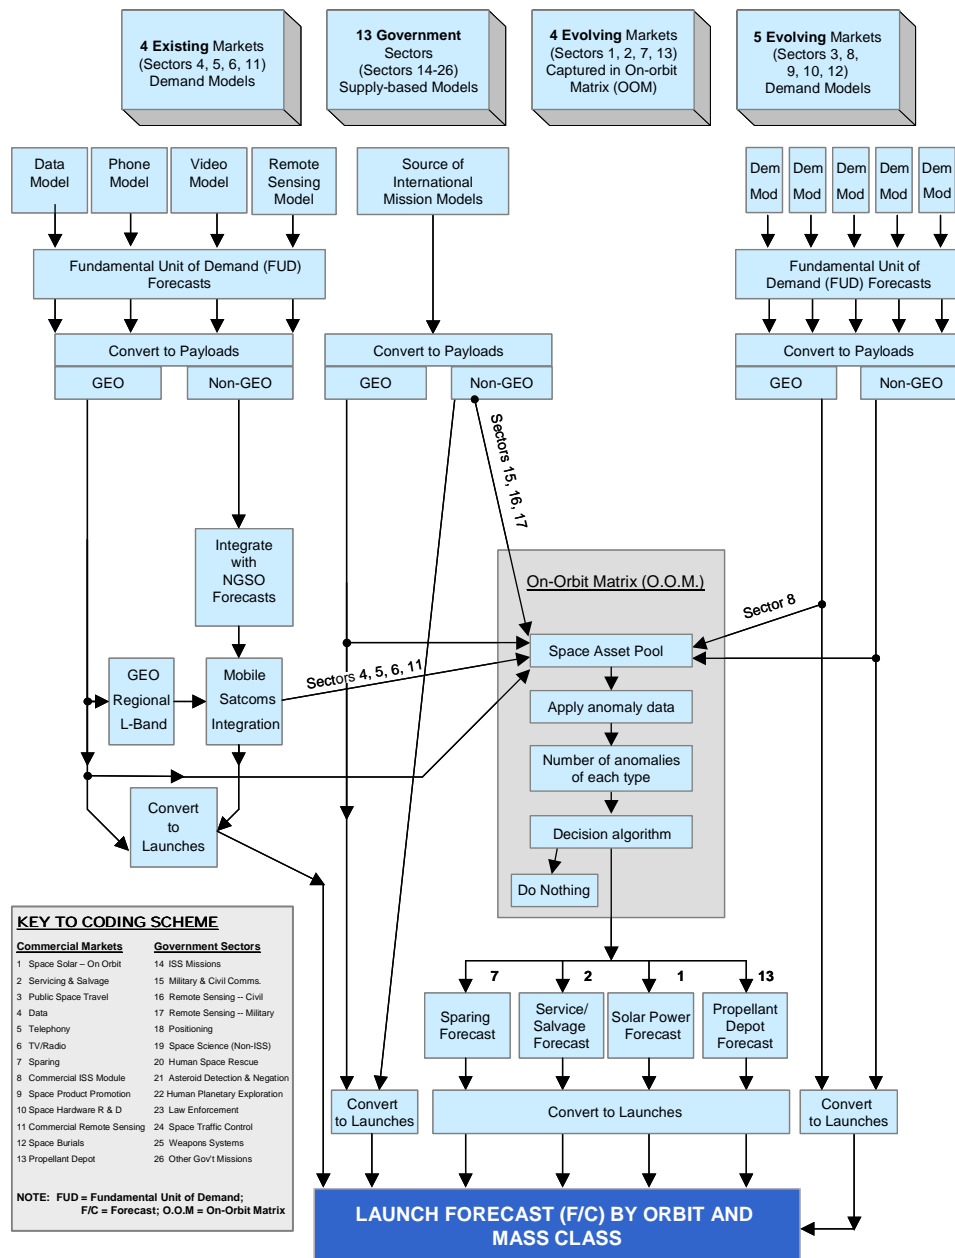 4 Existing Markets
(Sectors 4, 5, 6, 11)
Demand Models
13 Government
Sectors
(Sectors 14-26)
Supply-based Models
4 Evolving Markets
(Sectors 1, 2, 7, 13)
Captured in On-orbit
Matrix (OOM)
5 Evolving Markets
(Sectors 3, 8,
9, 10, 12)
Demand Models
Data
Model
Phone
Model
Video
Model
Remote
Sensing
Model
Source of
International
Mission Models
Dem
Mod
Dem
Mod
Dem
Mod
Dem
Mod
Dem
Mod
Fundamental Unit of Demand (FUD)
Forecasts
Fundamental Unit of
Demand (FUD) Forecasts
Convert to Payloads
GEO
Non-GEO
Convert to Payloads
GEO
Non-GEO
Convert to Payloads
GEO
Non-GEO
Sectors 15, 16, 17
Integrate
with
NGSO
Forecasts
On-Orbit Matrix (O.O.M.)
Sector 8
Space Asset Pool
Sectors 4, 5, 6, 11
GEO
Regional
L-Band
Mobile
Satcoms
Integration
Apply anomaly data
Number of anomalies
of each type
Convert
to
Launches
Decision algorithm
Do Nothing
7
2
1
13
Sparing
Forecast
Service/
Salvage
Forecast
Solar Power
Forecast
Propellant
Depot
Forecast
Convert
to Launches
Convert to Launches
Convert
to Launches
KEY TO CODING SCHEME
Commercial Markets
1 Space Solar – On Orbit
2 Servicing & Salvage
3 Public Space Travel
4 Data
5 Telephony
6 TV/Radio
7 Sparing
8 Commercial ISS Module
9 Space Product Promotion
10 Space Hardware R & D
11 Commercial Remote Sensing
12 Space Burials
13 Propellant Depot
Government Sectors
14 ISS Missions
15 Military & Civil Comms.
16 Remote Sensing -- Civil
17 Remote Sensing -- Military
18 Positioning
19 Space Science (Non-ISS)
20 Human Space Rescue
21 Asteroid Detection & Negation
22 Human Planetary Exploration
23 Law Enforcement
24 Space Traffic Control
25 Weapons Systems
26 Other Gov't Missions
NOTE: FUD = Fundamental Unit of Demand;
F/C = Forecast; O.O.M = On-Orbit Matrix
LAUNCH FORECAST (F/C) BY ORBIT AND
MASS CLASS